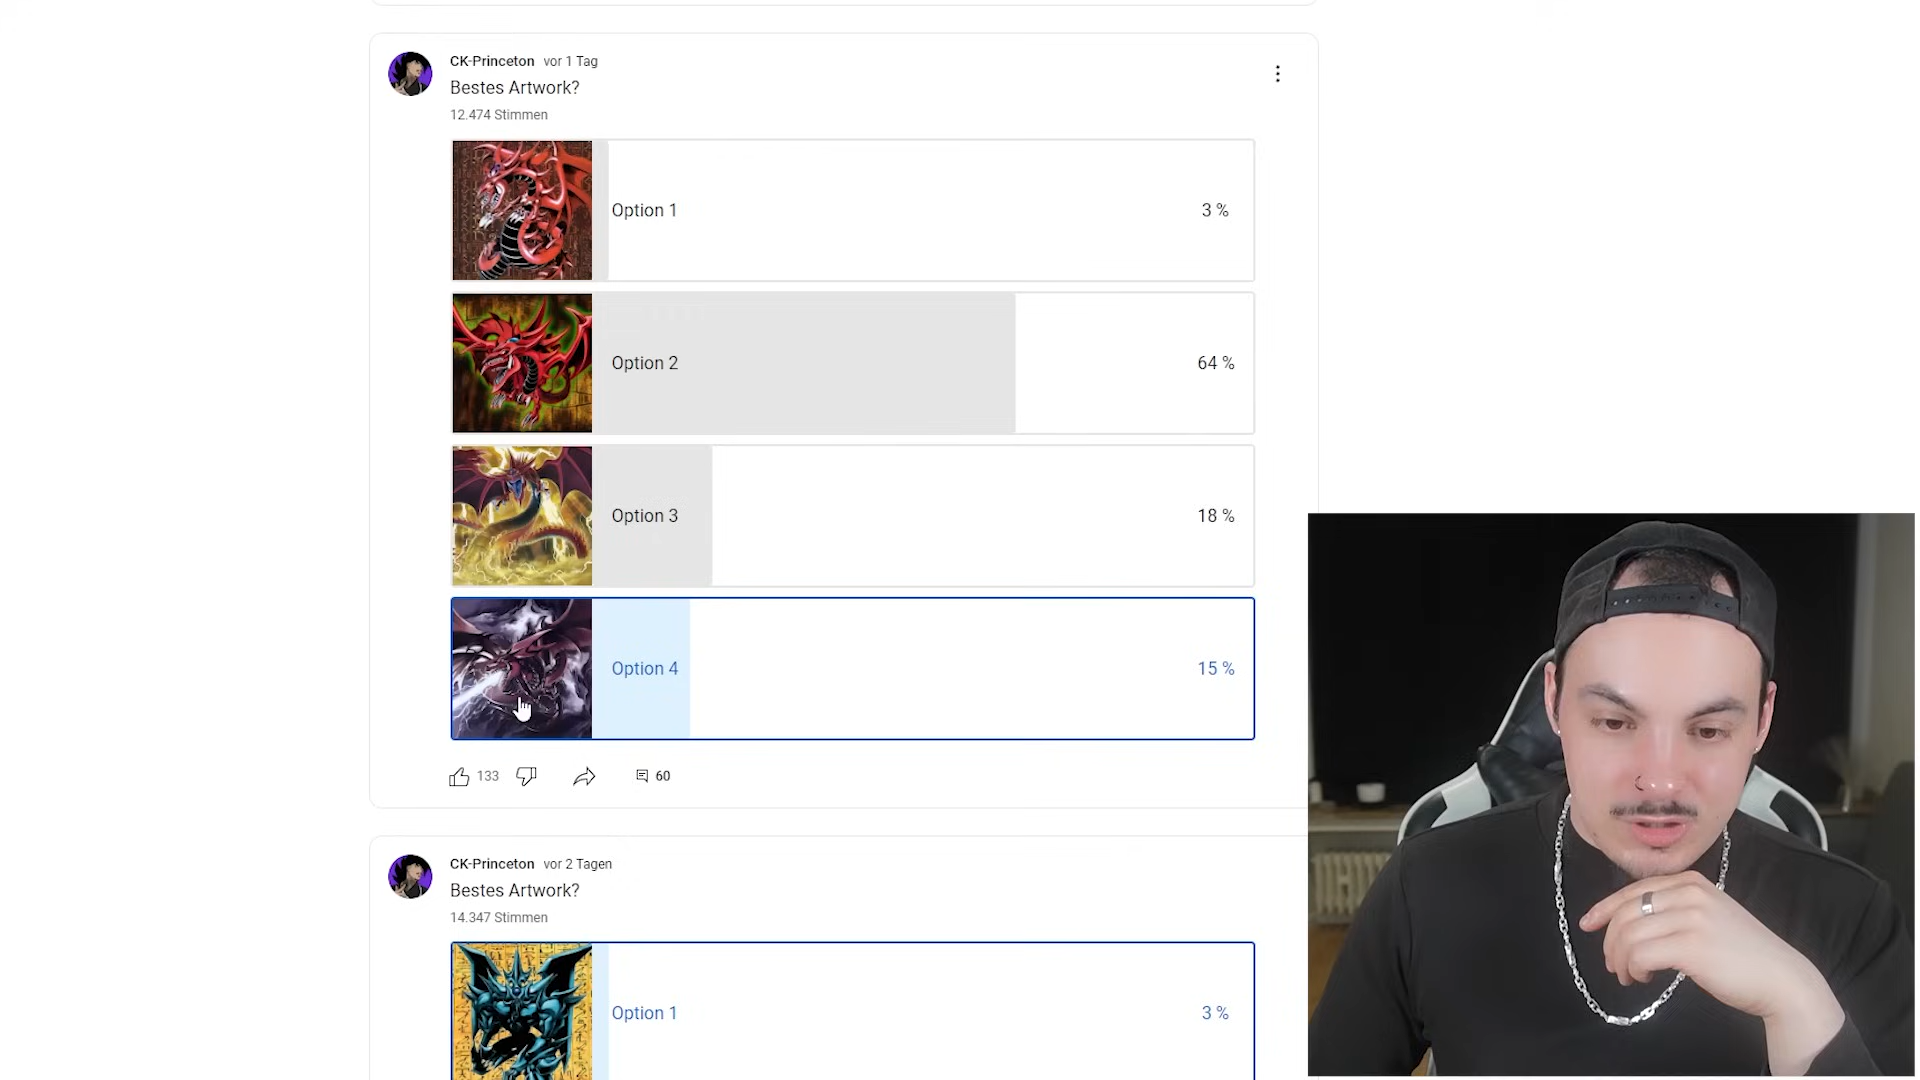 CK-Princeton vor 1 Tag
Bestes Artwork?
12.474 Stimmen
Option 1 3 %
Option 2 64 %
Option 3 18 %
Option 4 15 %
133 60
CK-Princeton vor 2 Tagen
Bestes Artwork?
14.347 Stimmen
Option 1 3 %